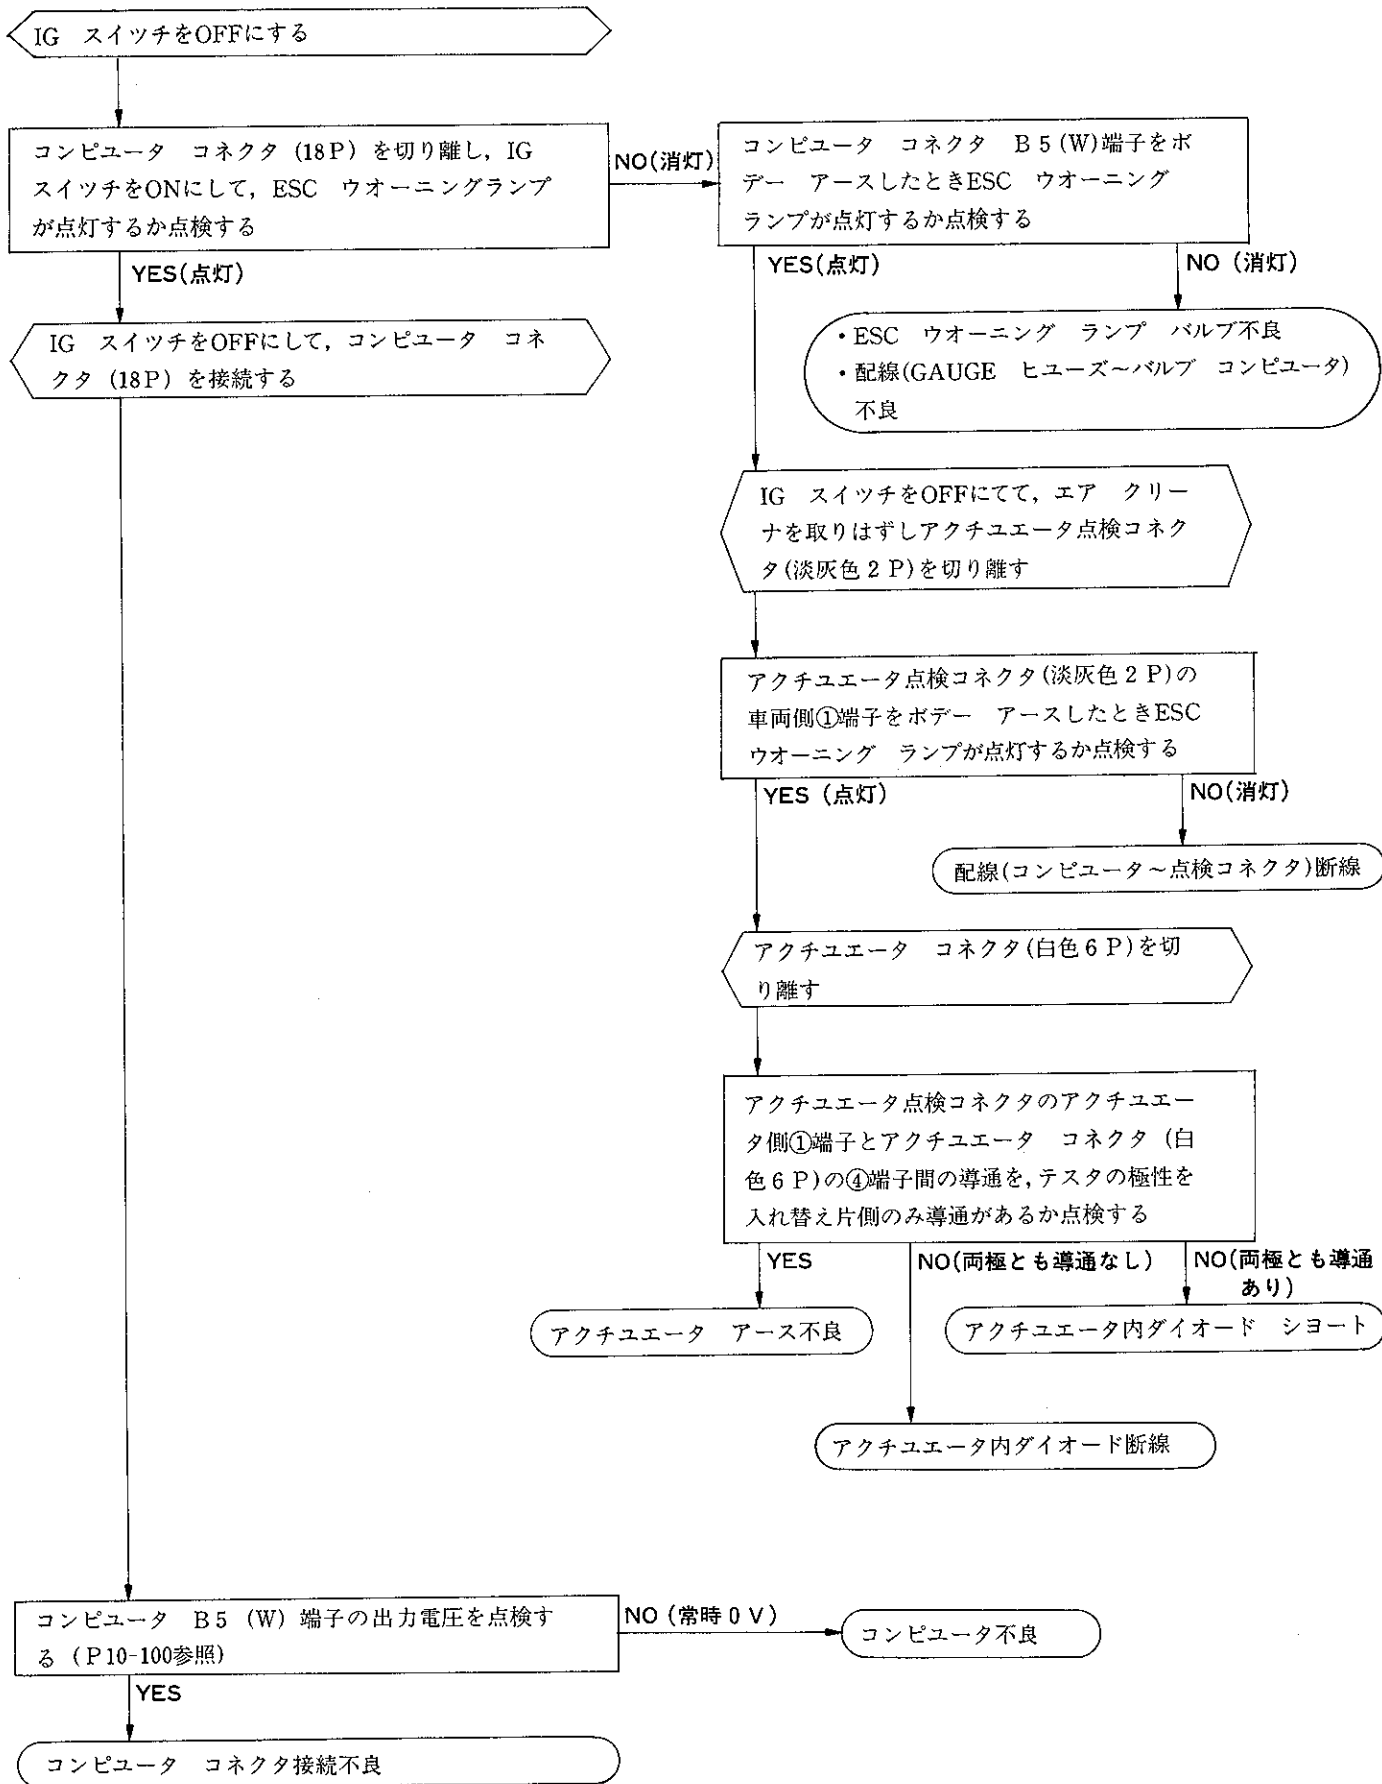 IG スイッチをOFFにする
コンピユータ コネクタ (18P) を切り離し, IG
スイッチをONにして, ESC ウオーニングランプ
が点灯するか点検する
NO(消灯)
コンピユータ コネクタ B5(W)端子をボ
デー アースしたときESC ウオーニング
ランプが点灯するか点検する
YES(点灯)
YES(点灯)
NO (消灯)
IG スイッチをOFFにして, コンピユータ コネ
クタ (18P) を接続する
・ESC ウオーニング ランプ バルブ不良
・配線(GAUGE ヒユーズ~バルブ コンピユータ)
不良
IG スイッチをOFFにてて, エア クリー
ナを取りはずしアクチユエータ点検コネク
タ(淡灰色2P)を切り離す
アクチユエータ点検コネクタ(淡灰色2P)の
車両側①端子をボデー アースしたときESC
ウオーニング ランプが点灯するか点検する
YES (点灯)
NO(消灯)
配線(コンピユータ~点検コネクタ)断線
アクチユエータ コネクタ(白色6P)を切
り離す
アクチユエータ点検コネクタのアクチユエー
タ側①端子とアクチユエータ コネクタ (白
色6P)の④端子間の導通を, テスタの極性を
入れ替え片側のみ導通があるか点検する
YES
NO(両極とも導通なし)
NO(両極とも導通
あり)
アクチユエータ アース不良
アクチユエータ内ダイオード シヨート
アクチユエータ内ダイオード断線
コンピユータ B5 (W) 端子の出力電圧を点検す
る (P10-100参照)
NO (常時0V)
コンピユータ不良
YES
コンピユータ コネクタ接続不良